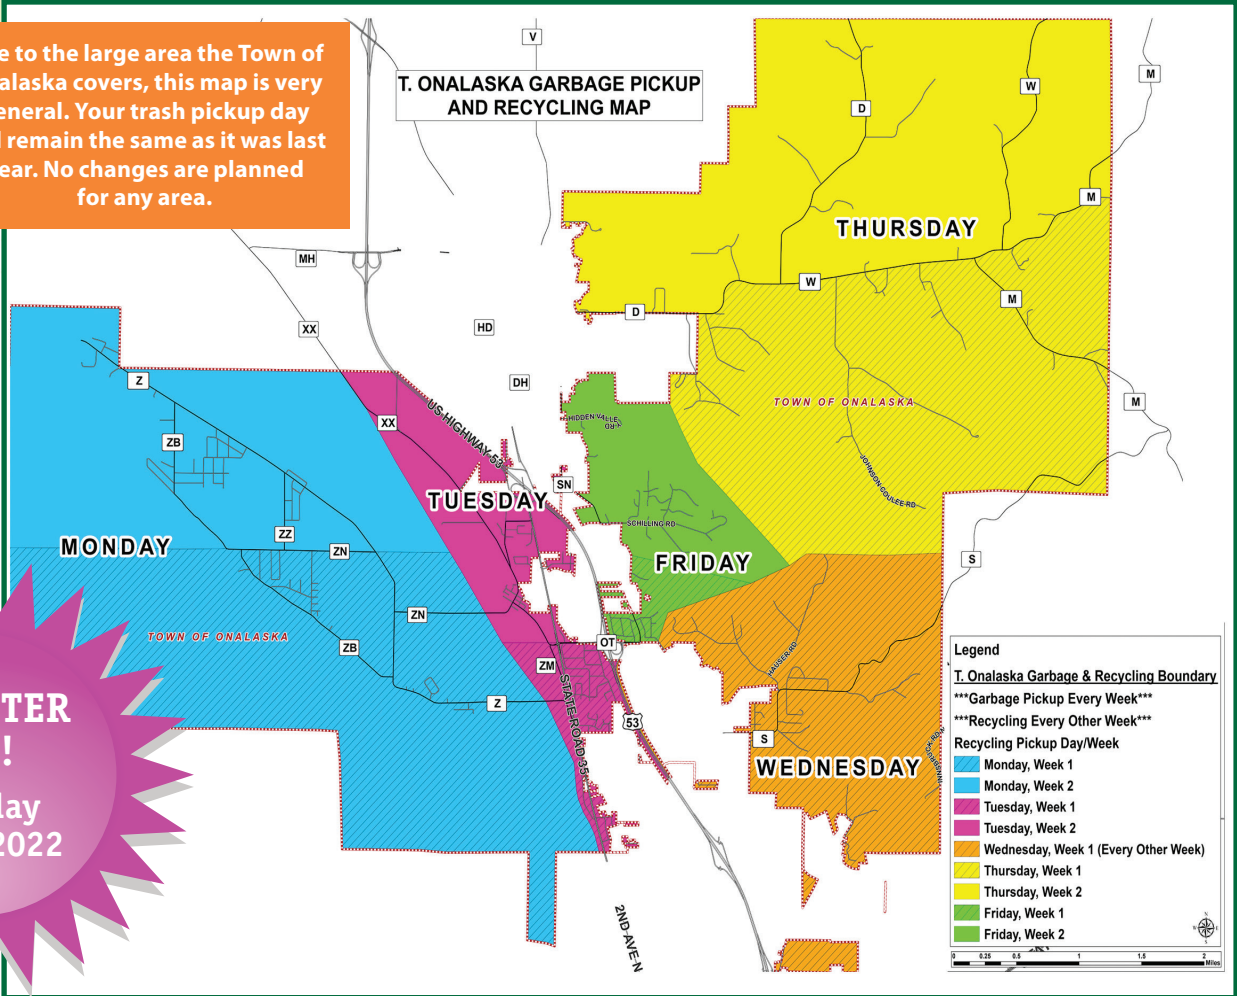 to the large area the Town of
covers, this map is very
Your trash pickup day
remain the same as it was last
No changes are planned
for any area.
T. ONALASKA GARBAGE PICKUP
AND RECYCLING MAP
V
M
W
D
M
THURSDAY
MH
W
M
D
XX
HD
Z
DH
M
TOWN OF ONALASKA
XX
US HIGHWAY 53
ZB
JOHNSON COULEE RD
SN
TUESDAY
SCHILLING RD
ZZ
MONDAY
ZN
FRIDAY
S
ZN
TOWN OF ONALASKA
ZB
OT
HAUSER RD
ZM
STATE ROAD 35
Z
53
S
WEDNESDAY
2022
2ND AVE N
Legend
T. Onalaska Garbage & Recycling Boundary
***Garbage Pickup Every Week***
***Recycling Every Other Week***
Recycling Pickup Day/Week
Monday, Week 1
Monday, Week 2
Tuesday, Week 1
Tuesday, Week 2
Wednesday, Week 1 (Every Other Week)
Thursday, Week 1
Thursday, Week 2
Friday, Week 1
Friday, Week 2
0 0.25 0.5 1 1.5 2
Miles